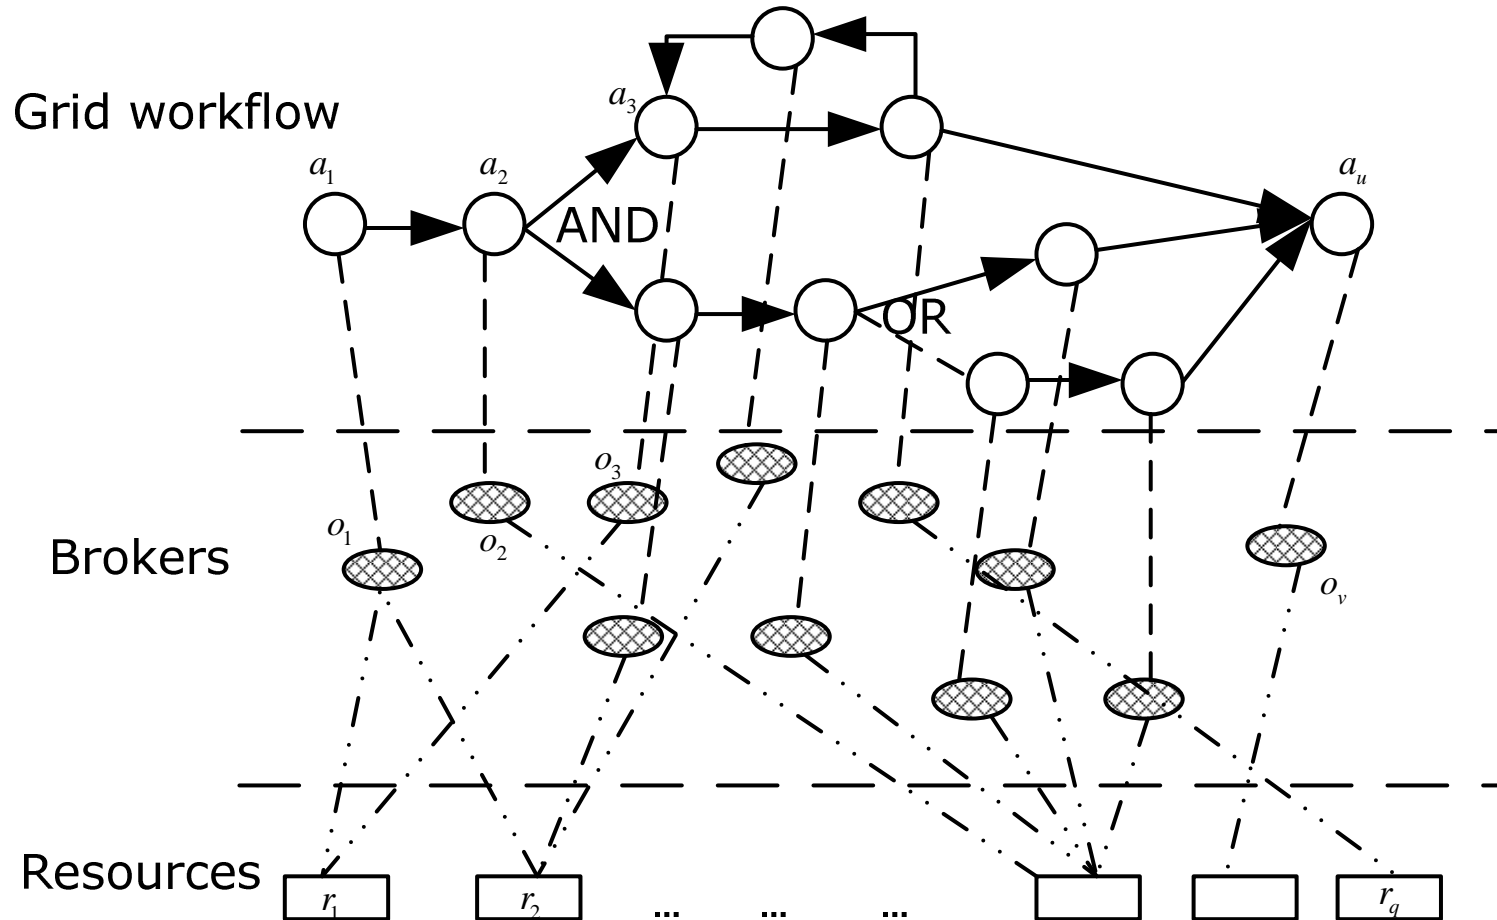 Grid workflow
a3
a1
a2
au
AND
OR
o3
o1
o2
Brokers
ov
Resources
r1
r2
... ... ...
rq